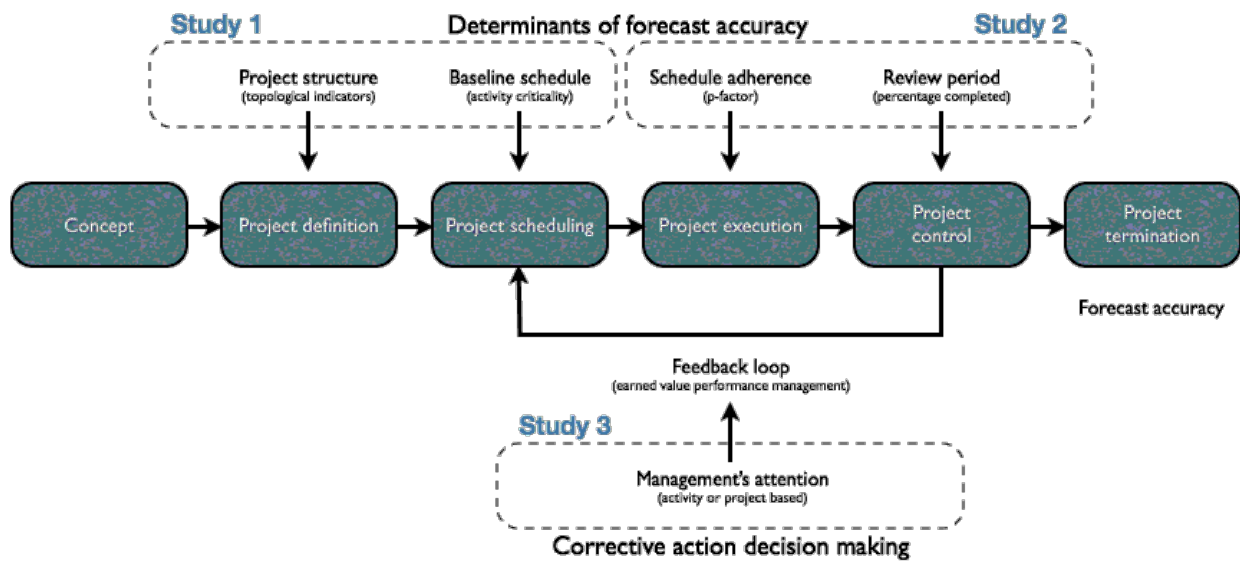 Study 1
Determinants of forecast accuracy
Study 2
Project structure
(topological indicators)
Baseline schedule
(activity criticality)
Schedule adherence
(p-factor)
Review period
(percentage completed)
Concept
Project definition
Project scheduling
Project execution
Project
control
Project
termination
Forecast accuracy
Feedback loop
(earned value performance management)
Study 3
Management's attention
(activity or project based)
Corrective action decision making